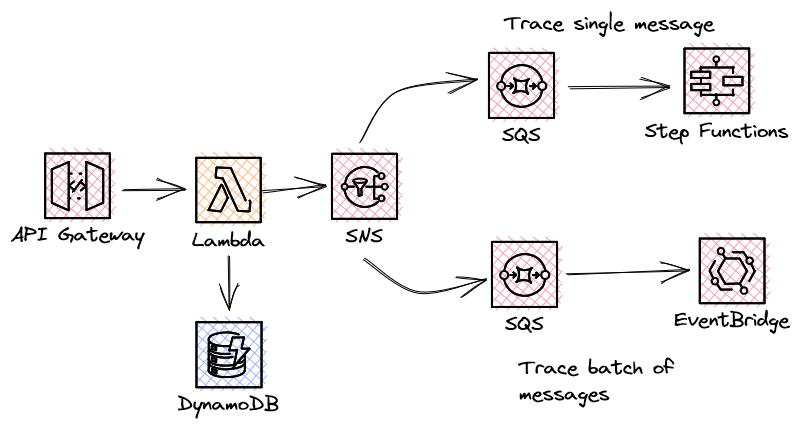 Trace single message
SQS
Step Functions
API Gateway
Lambda
SNS
SQS
EventBridge
DynamoDB
Trace batch of
messages